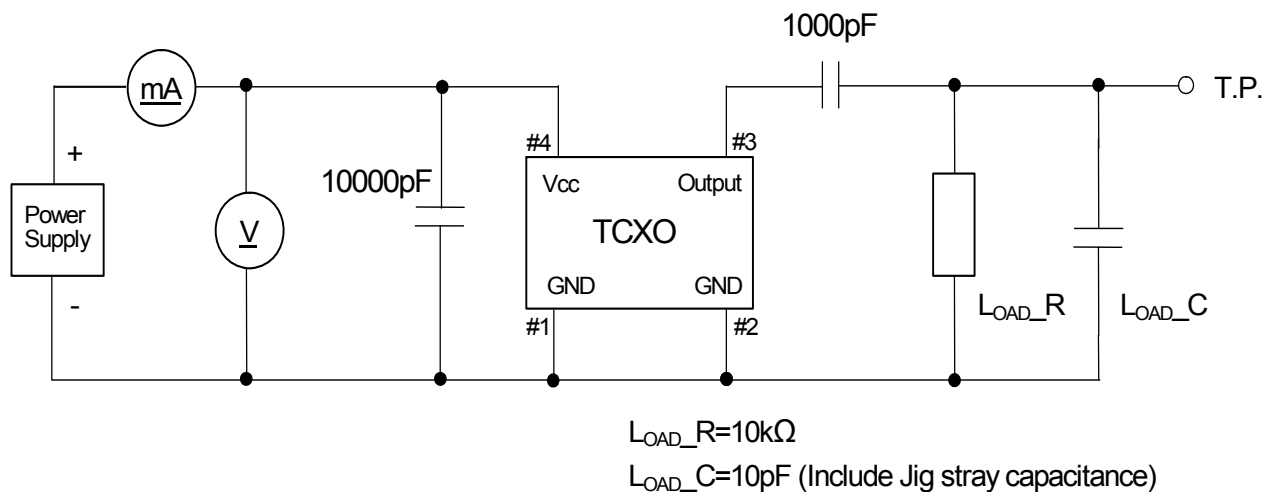 1000pF
mA
T.P.
+
#4
#3
10000pF
Vcc
Output
Power
Supply
V
TCXO
GND
GND
-
#1
#2
LOAD_R
LOAD_C
LOAD_R=10kΩ
LOAD_C=10pF (Include Jig stray capacitance)